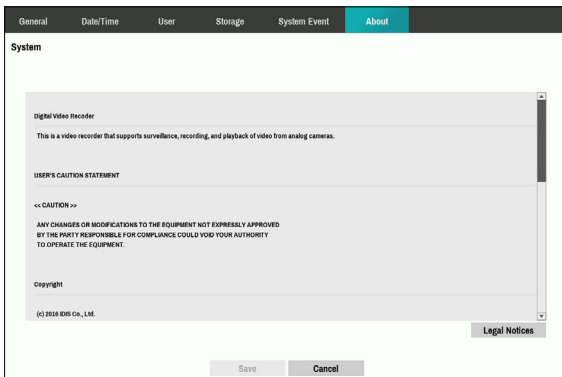 General Date/Time User Storage System Event About
System
Digital Video Recoder
This is a video recorder that supports surveillance, recording, and playback of video from analog cameras.
USER'S CAUTION STATEMENT
<< CAUTION >>
ANY CHANGES OR MODIFICATIONS TO THE EQUIPMENT NOT EXPRESSLY APPROVED
BY THE PARTY RESPONSIBLE FOR COMPLIANCE COULD VOID YOUR AUTHORITY
TO OPERATE THE EQUIPMENT.
Copyright
(c) 2016 IDIS Co., Ltd.
Legal Notices
Save Cancel